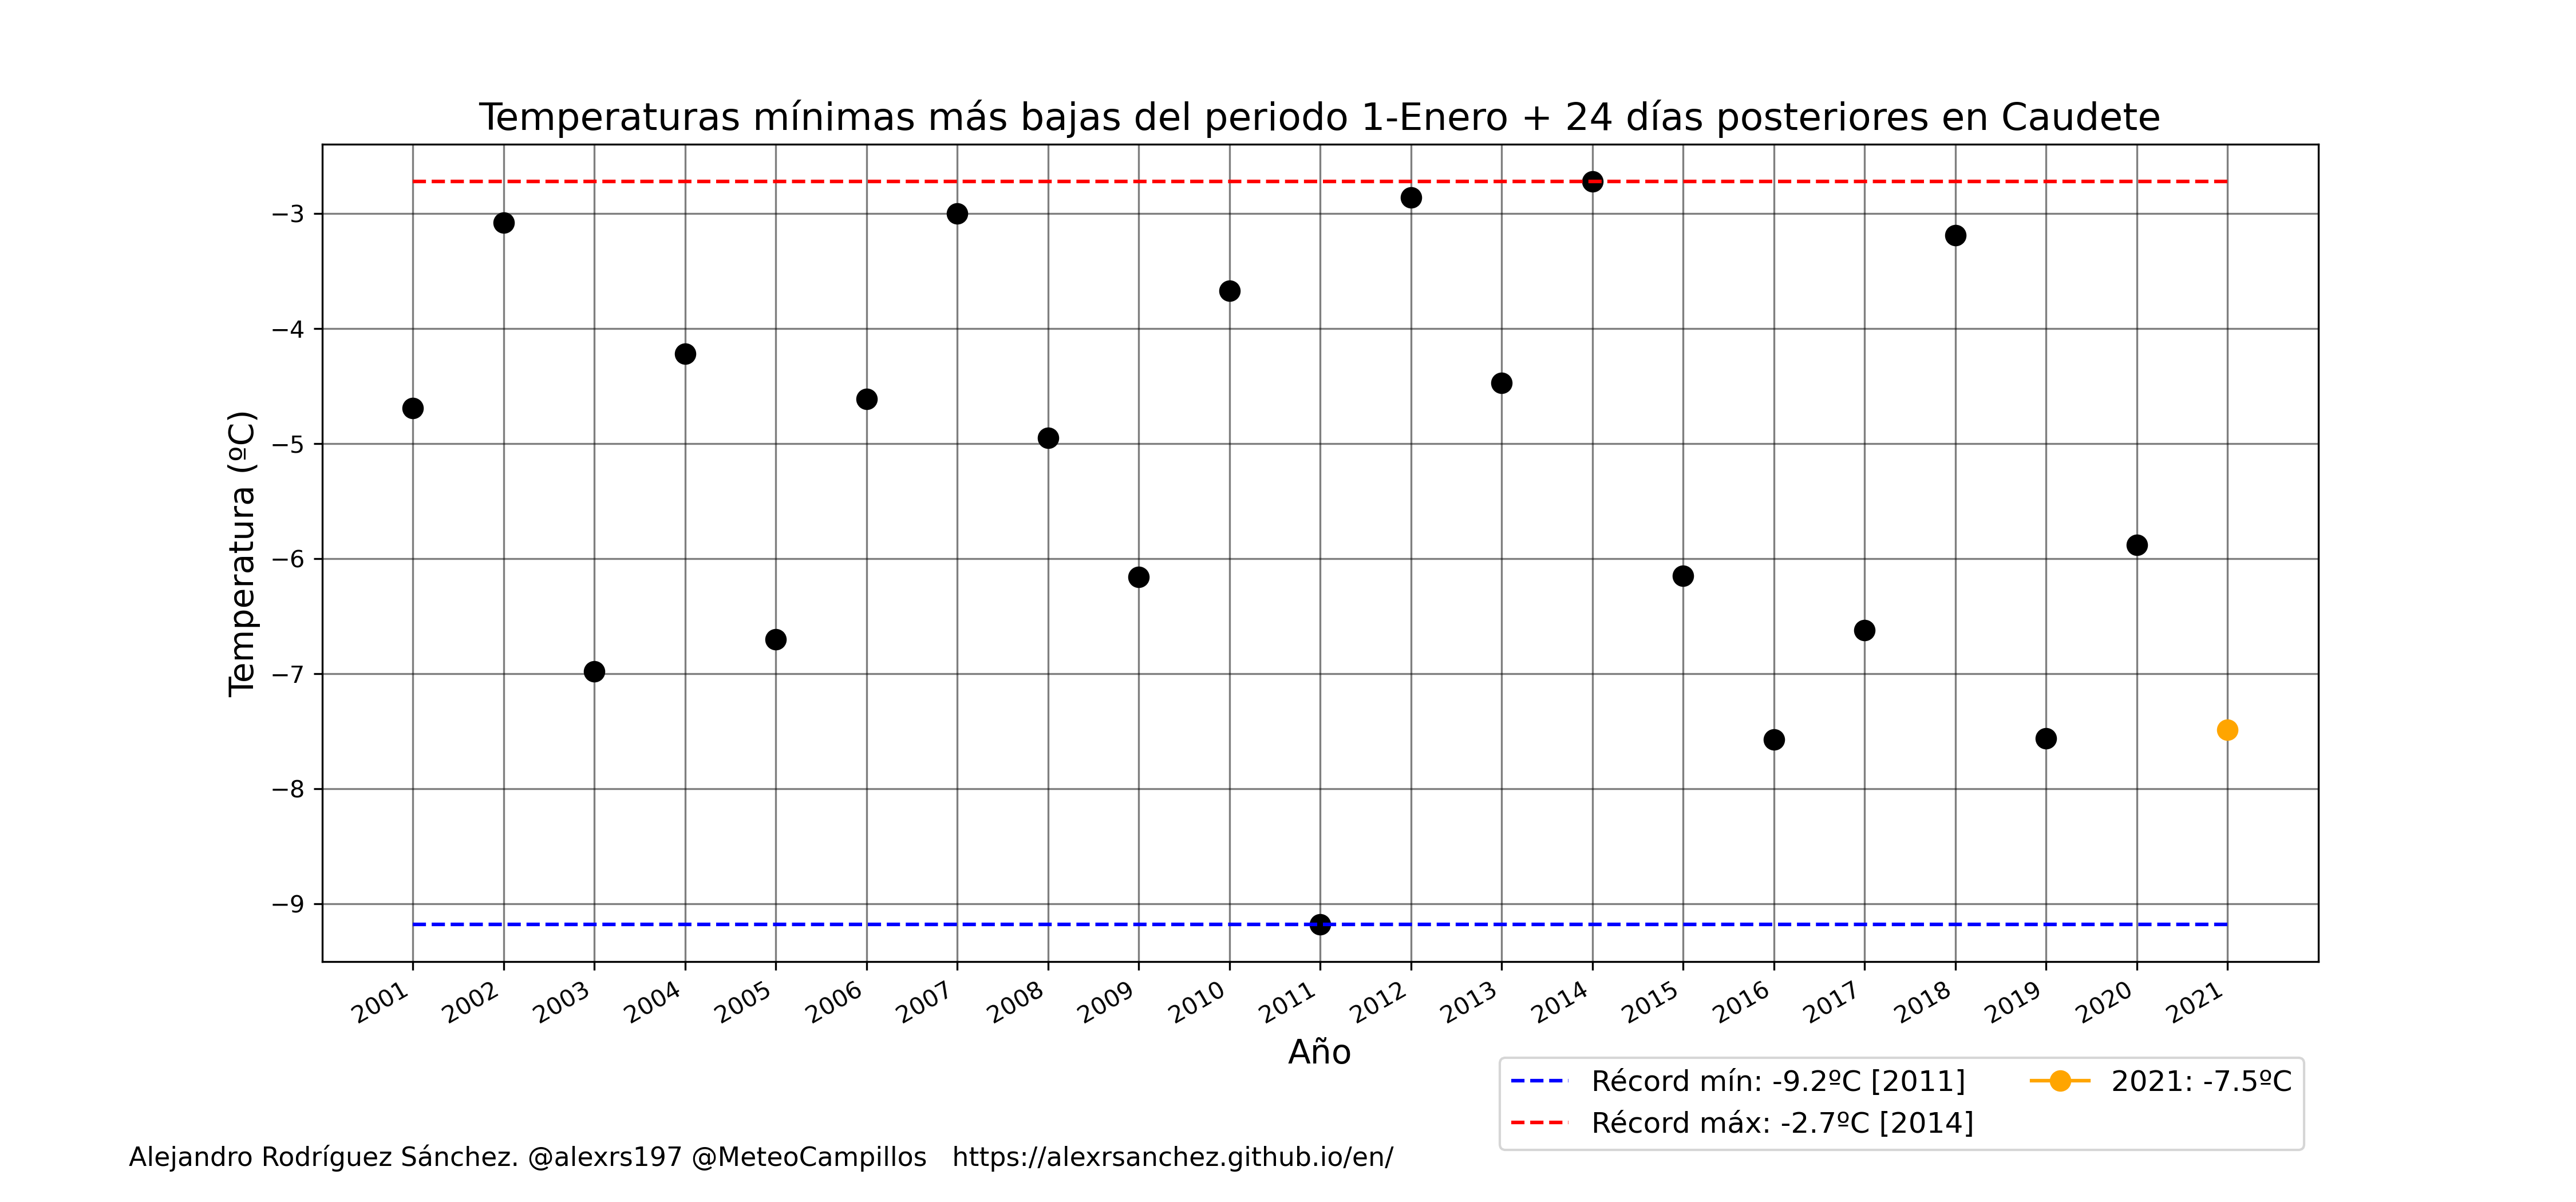 Temperaturas mínimas más bajas del periodo 1-Enero + 24 días posteriores en Caudete
Temperatura (ºC)
−3
−4
−5
−6
−7
−8
−9
2001 2002 2003 2004 2005 2006 2007 2008 2009 2010 2011 2012 2013 2014 2015 2016 2017 2018 2019 2020 2021
Año
Récord mín: -9.2ºC [2011]
Récord máx: -2.7ºC [2014]
2021: -7.5ºC
Alejandro Rodríguez Sánchez. @alexrs197 @MeteoCampillos https://alexrsanchez.github.io/en/